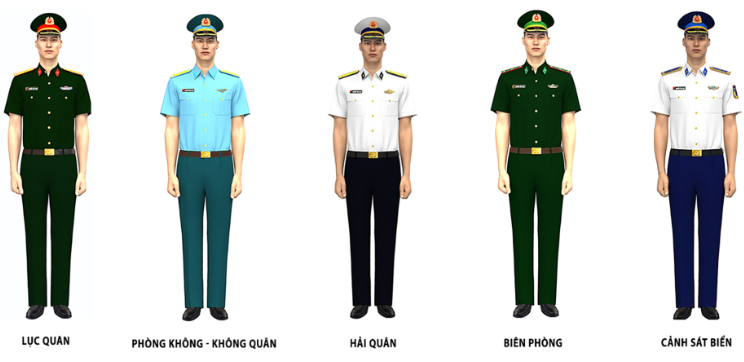 LỤC QUÂN
PHÒNG KHÔNG - KHÔNG QUÂN
HẢI QUÂN
BIÊN PHÒNG
CẢNH SÁT BIỂN